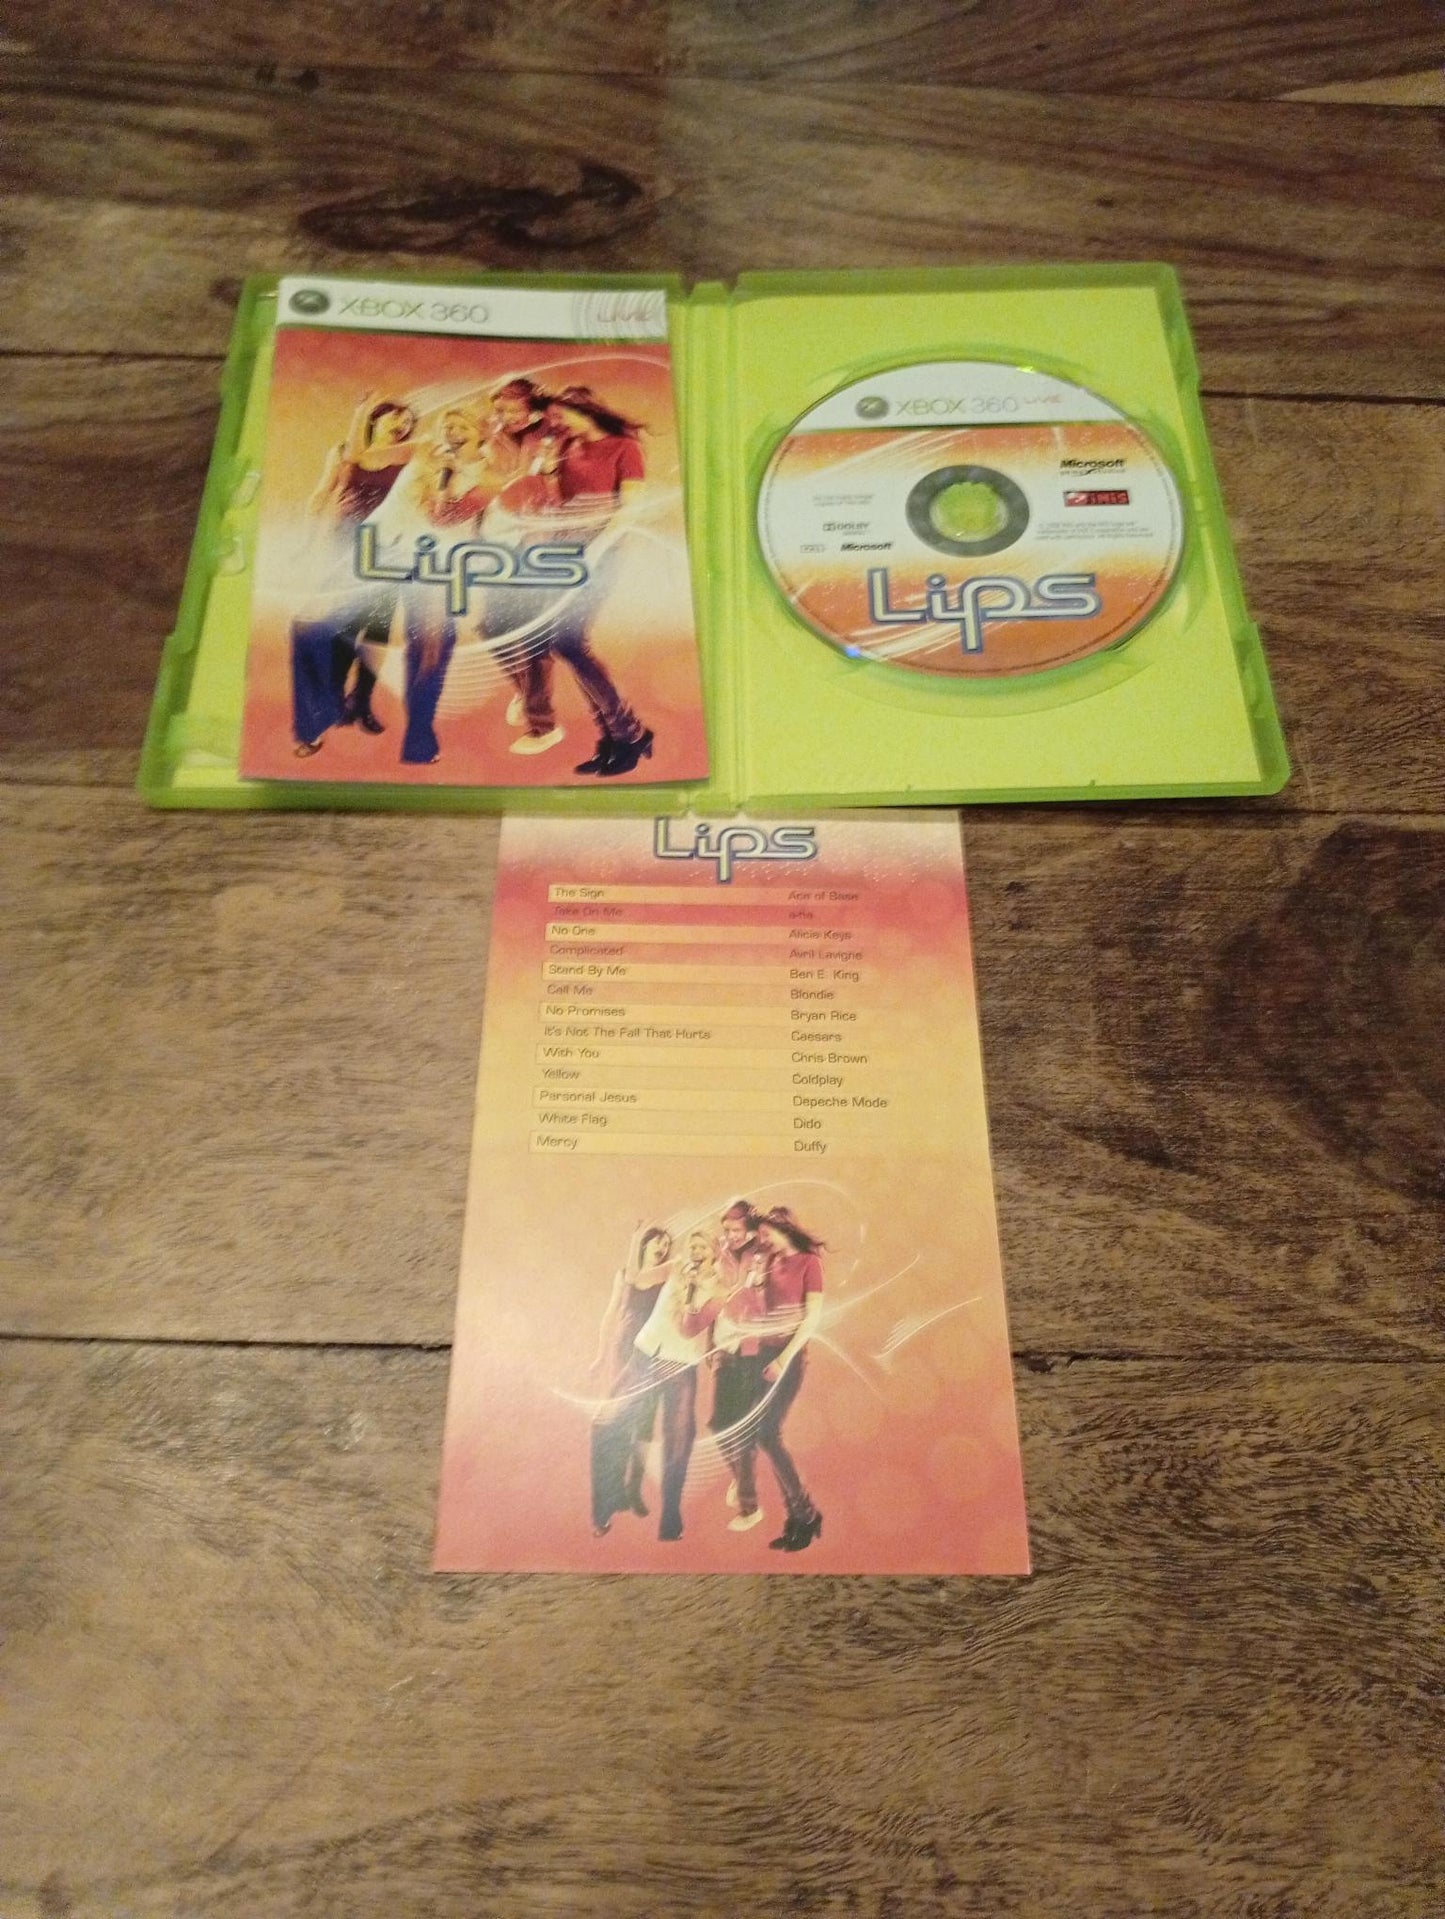 XBOX 360
LIVE
Lips
XBOX 360 LIVE
Microsoft
iNiS
DOLBY
PAL
Microsoft
Lips
Lips
The Sign Ace of Base
Take On Me a-ha
No One Alicia Keys
Complicated Avril Lavigne
Stand By Me Ben E. King
Call Me Blondie
No Promises Bryan Rice
It's Not The Fall That Hurts Caesars
With You Chris Brown
Yellow Coldplay
Personal Jesus Depeche Mode
White Flag Dido
Mercy Duffy